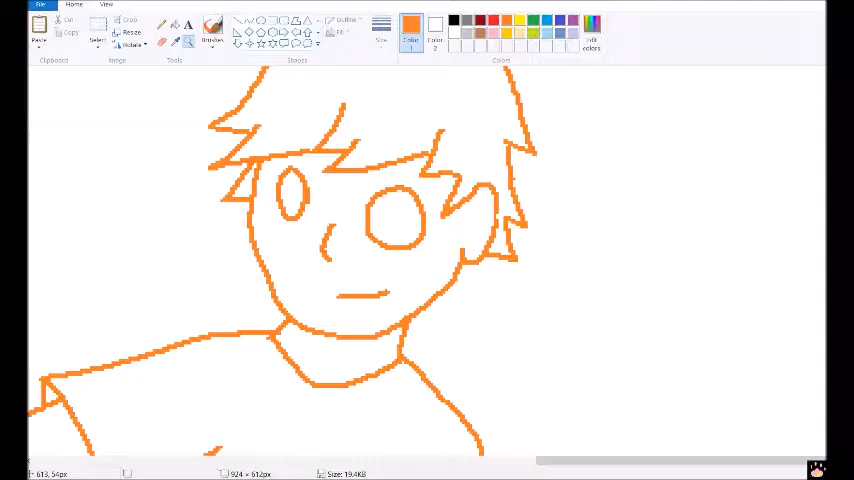 File Home View
Cut
Crop
Outline
Copy
Resize
Fill
Paste
Select
Rotate
Brushes
Size
Color 1
Color 2
Edit colors
Clipboard Image Tools Shapes Colors
A
613, 54px
924 × 612px
Size: 19.4KB